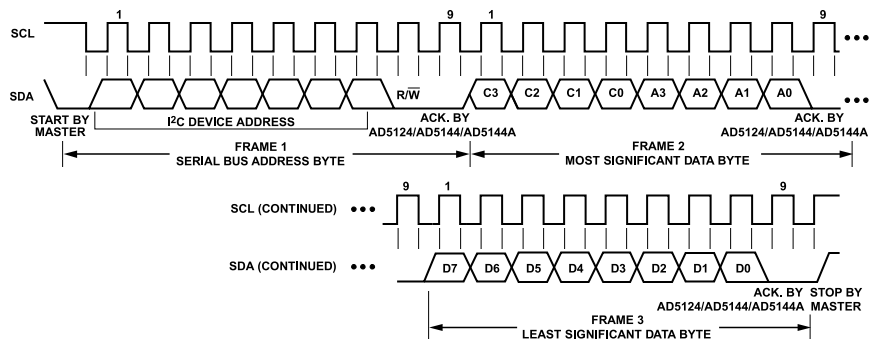 1 9 1 9
SCL
SDA
R/W̅ C3 C2 C1 C0 A3 A2 A1 A0
START BY
MASTER
I²C DEVICE ADDRESS
ACK. BY
AD5124/AD5144/AD5144A
ACK. BY
AD5124/AD5144/AD5144A
FRAME 1
SERIAL BUS ADDRESS BYTE
FRAME 2
MOST SIGNIFICANT DATA BYTE
9 1 9
SCL (CONTINUED)
SDA (CONTINUED)
D7 D6 D5 D4 D3 D2 D1 D0
ACK. BY
AD5124/AD5144/AD5144A
STOP BY
MASTER
FRAME 3
LEAST SIGNIFICANT DATA BYTE